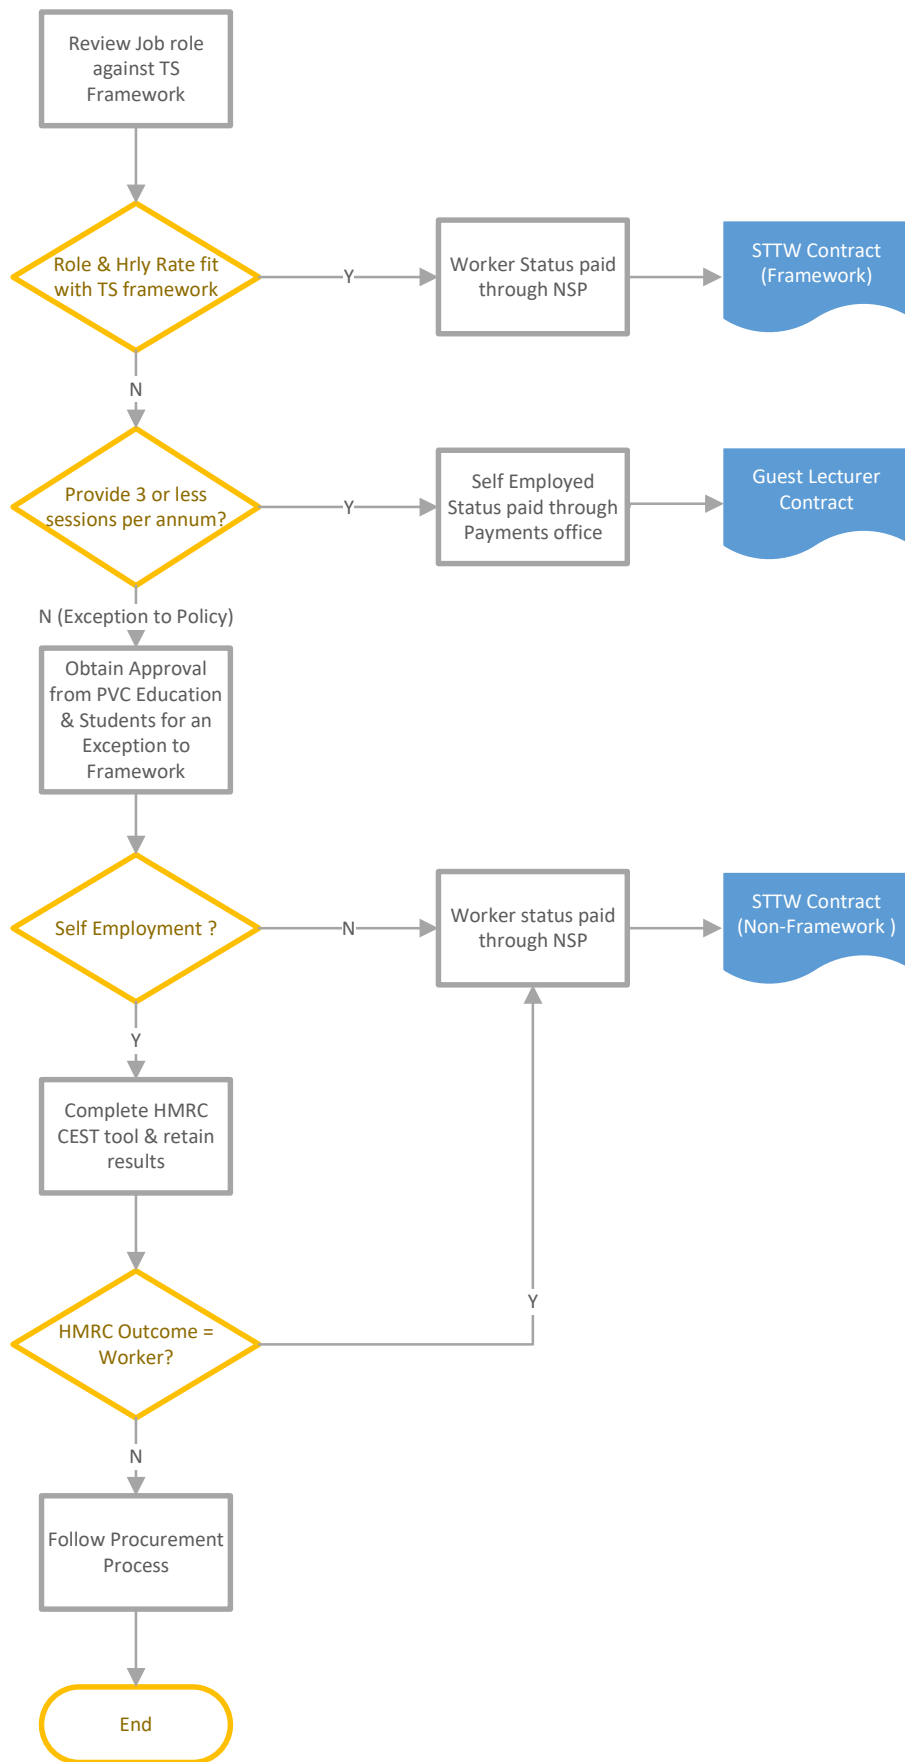 Review Job role
against TS
Framework
Role & Hrly Rate fit
with TS framework
Y
Worker Status paid
through NSP
STTW Contract
(Framework)
N
Provide 3 or less
sessions per annum?
Y
Self Employed
Status paid through
Payments office
Guest Lecturer
Contract
N (Exception to Policy)
Obtain Approval
from PVC Education
& Students for an
Exception to
Framework
Self Employment ?
N
Worker status paid
through NSP
STTW Contract
(Non-Framework )
Y
Complete HMRC
CEST tool & retain
results
HMRC Outcome =
Worker?
Y
N
Follow Procurement
Process
End